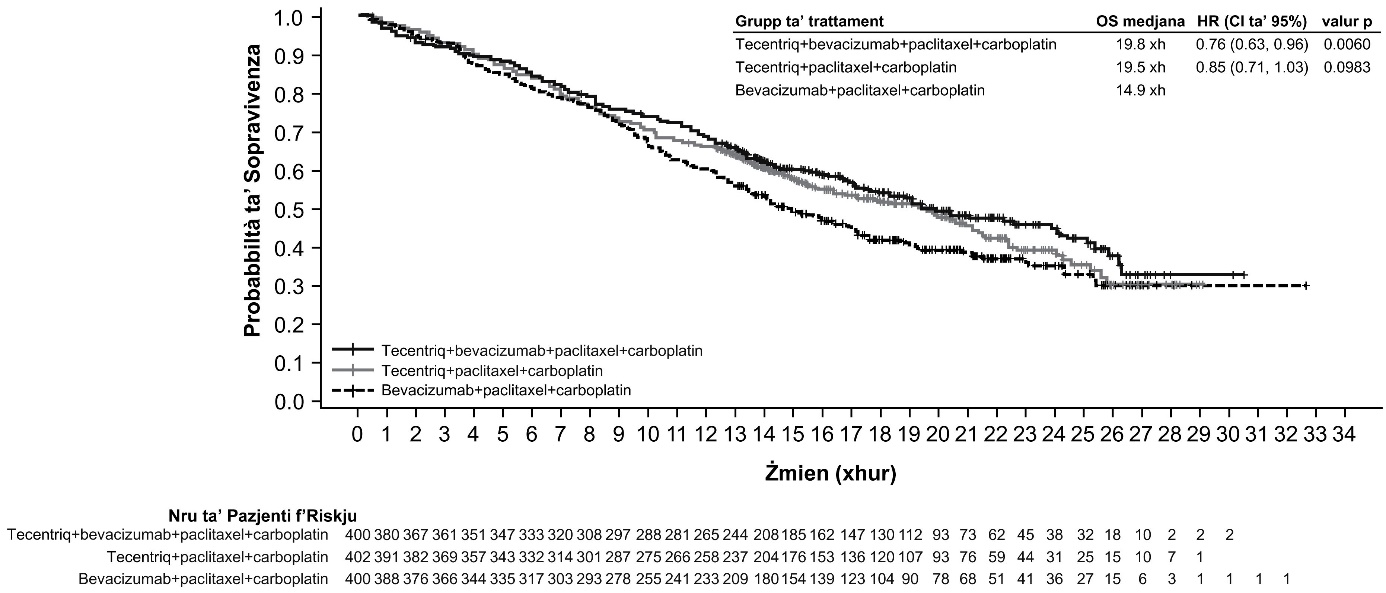 Grupp ta’ trattament OS medjana HR (CI ta’ 95%) valur p
Tecentriq+bevacizumab+paclitaxel+carboplatin 19.8 xh 0.76 (0.63, 0.96) 0.0060
Tecentriq+paclitaxel+carboplatin 19.5 xh 0.85 (0.71, 1.03) 0.0983
Bevacizumab+paclitaxel+carboplatin 14.9 xh
Probabbiltà ta’ Sopravivenza
1.0
0.9
0.8
0.7
0.6
0.5
0.4
0.3
0.2
0.1
0.0
Tecentriq+bevacizumab+paclitaxel+carboplatin
Tecentriq+paclitaxel+carboplatin
Bevacizumab+paclitaxel+carboplatin
0 1 2 3 4 5 6 7 8 9 10 11 12 13 14 15 16 17 18 19 20 21 22 23 24 25 26 27 28 29 30 31 32 33 34
Żmien (xhur)
Nru ta’ Pazjenti f’Riskju
Tecentriq+bevacizumab+paclitaxel+carboplatin 400 380 367 361 351 347 333 320 308 297 288 281 265 244 208 185 162 147 130 112 93 73 62 45 38 32 18 10 2 2 2
Tecentriq+paclitaxel+carboplatin 402 391 382 369 357 343 332 314 301 287 275 266 258 237 204 176 153 136 120 107 93 76 59 44 31 25 15 10 7 1
Bevacizumab+paclitaxel+carboplatin 400 388 376 366 344 335 317 303 293 278 255 241 233 209 180 154 139 123 104 90 78 68 51 41 36 27 15 6 3 1 1 1 1